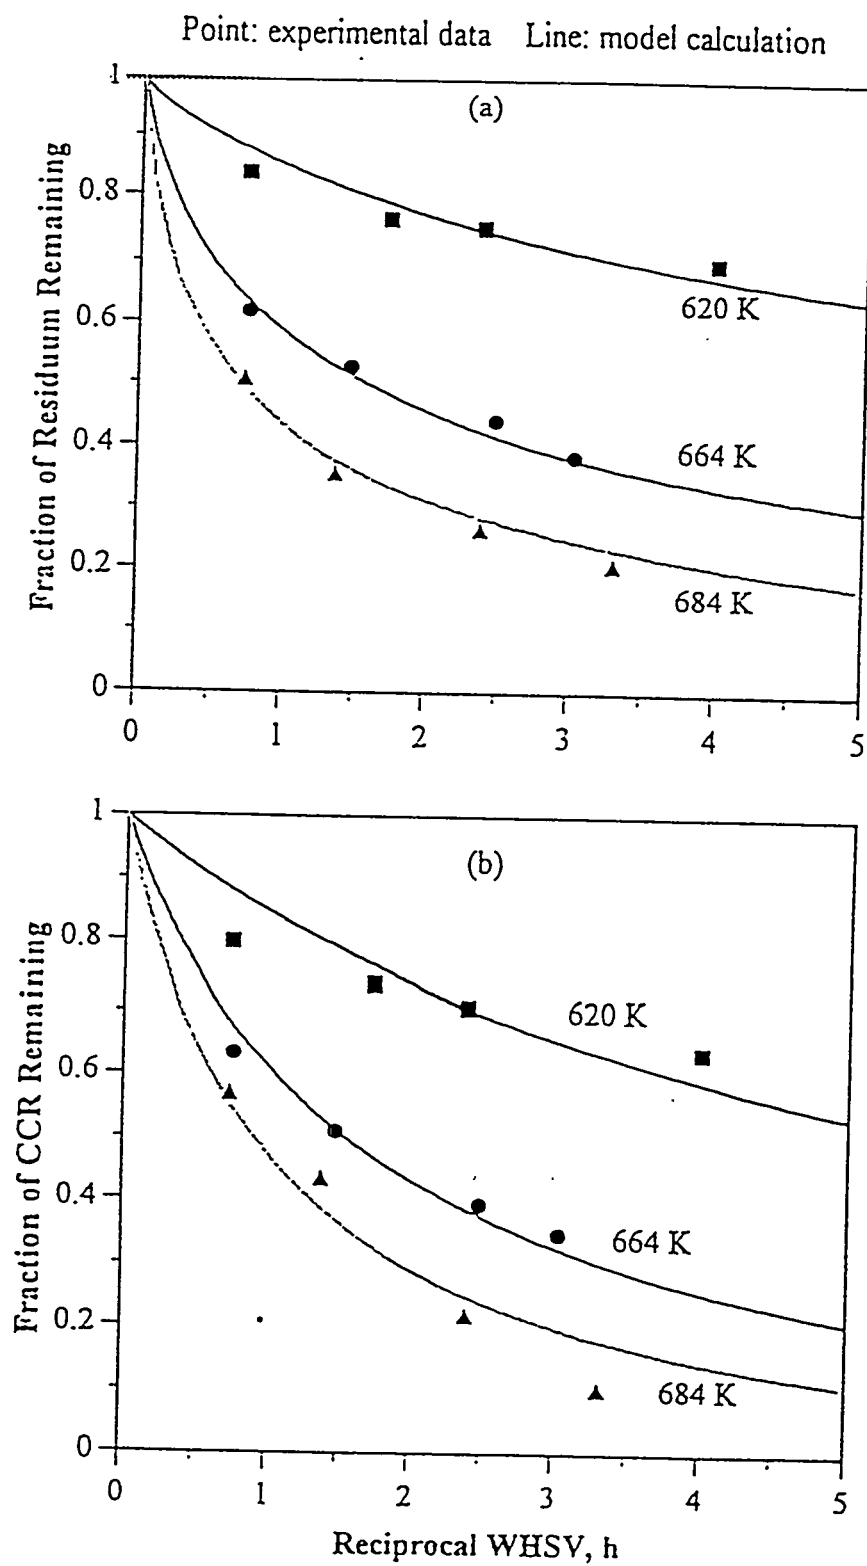 Point: experimental data Line: model calculation
(a)
1
0.8
0.6
0.4
0.2
0
Fraction of Residuum Remaining
620 K
664 K
684 K
0 1 2 3 4 5
(b)
1
0.8
0.6
0.4
0.2
0
Fraction of CCR Remaining
620 K
664 K
684 K
0 1 2 3 4 5
Reciprocal WHSV, h